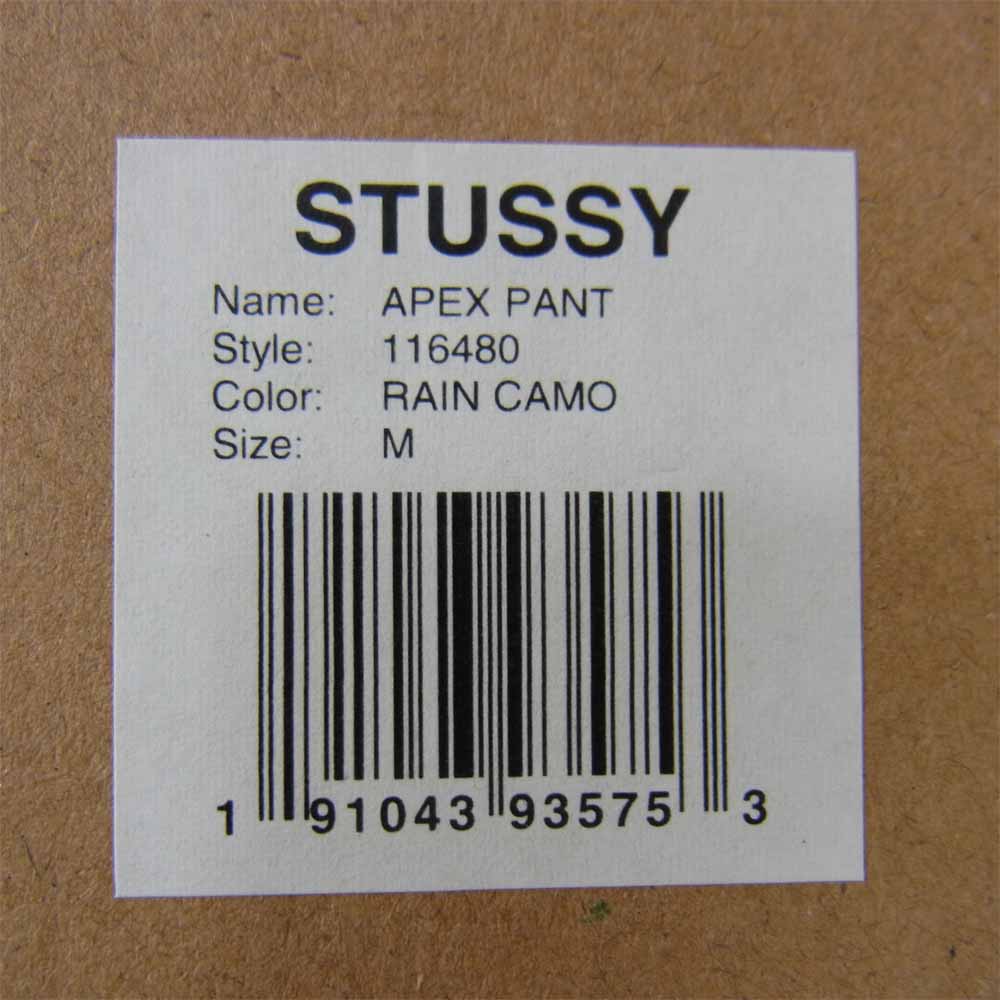 STUSSY
Name: APEX PANT
Style: 116480
Color: RAIN CAMO
Size: M
1 91043 93575 3